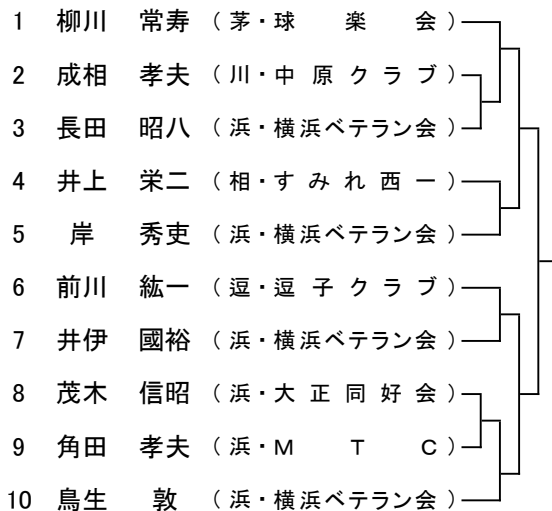 1 柳川 常寿 (茅・球 楽 会)
2 成相 孝夫 (川・中 原 ク ラ ブ)
3 長田 昭八 (浜・横浜ベテラン会)
4 井上 栄二 (相・す み れ 西 一)
5 岸 秀吏 (浜・横浜ベテラン会)
6 前川 紘一 (逗・逗 子 ク ラ ブ)
7 井伊 國裕 (浜・横浜ベテラン会)
8 茂木 信昭 (浜・大 正 同 好 会)
9 角田 孝夫 (浜・M T C)
10 鳥生 敦 (浜・横浜ベテラン会)